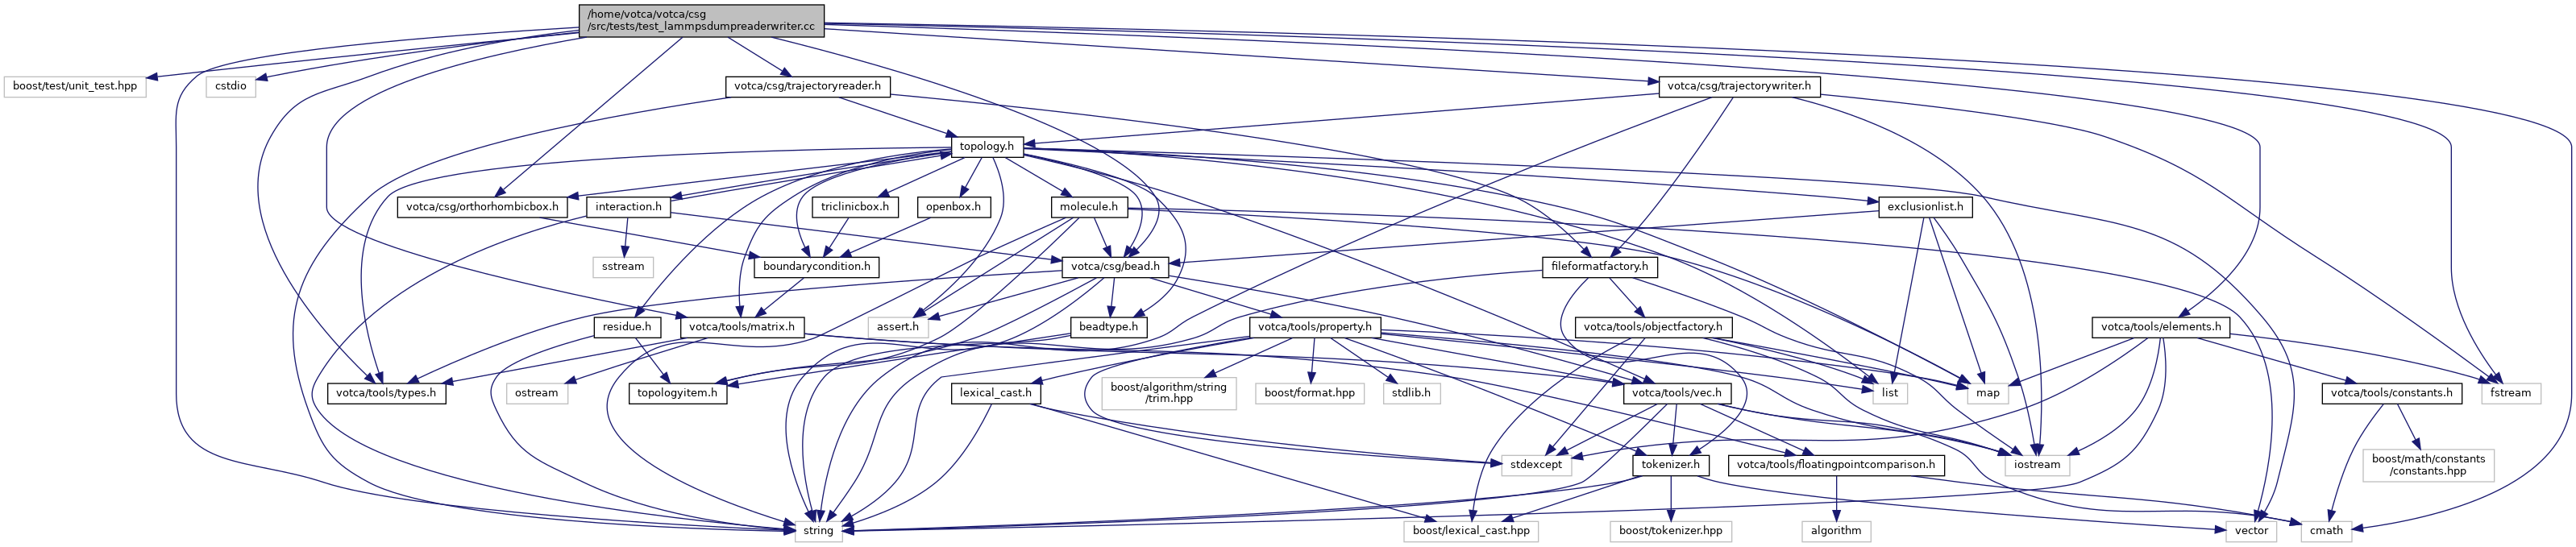 /home/votca/votca/csg
/src/tests/test_lammpsdumpreaderwriter.cc
boost/test/unit_test.hpp
cstdio
votca/csg/trajectoryreader.h
votca/csg/trajectorywriter.h
topology.h
votca/csg/orthorhombicbox.h
interaction.h
triclinicbox.h
openbox.h
molecule.h
exclusionlist.h
sstream
boundarycondition.h
votca/csg/bead.h
fileformatfactory.h
residue.h
votca/tools/matrix.h
assert.h
beadtype.h
votca/tools/property.h
votca/tools/objectfactory.h
votca/tools/elements.h
votca/tools/types.h
ostream
topologyitem.h
lexical_cast.h
boost/algorithm/string
/trim.hpp
boost/format.hpp
stdlib.h
votca/tools/vec.h
list
map
votca/tools/constants.h
fstream
stdexcept
tokenizer.h
votca/tools/floatingpointcomparison.h
iostream
boost/math/constants
/constants.hpp
string
boost/lexical_cast.hpp
boost/tokenizer.hpp
algorithm
vector
cmath